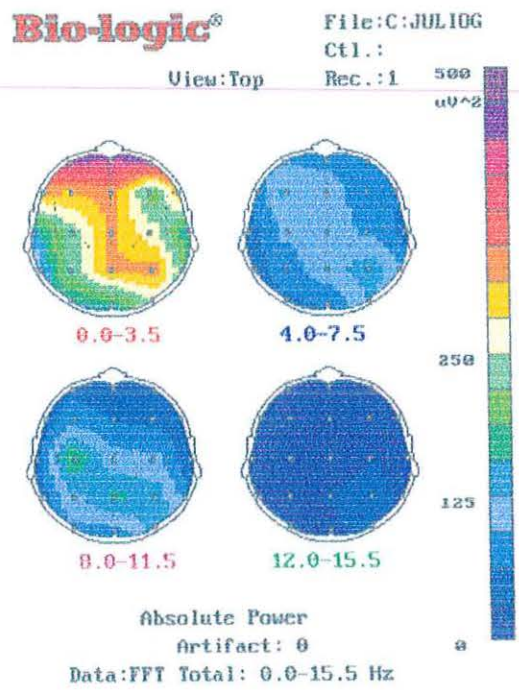 Bio-logic®
File:C:JULIOG
Ctl.:
View:Top
Rec.:1
500
uV^2
0.0-3.5
4.0-7.5
250
8.0-11.5
12.0-15.5
125
0
Absolute Power
Artifact: 0
Data:FFT Total: 0.0-15.5 Hz